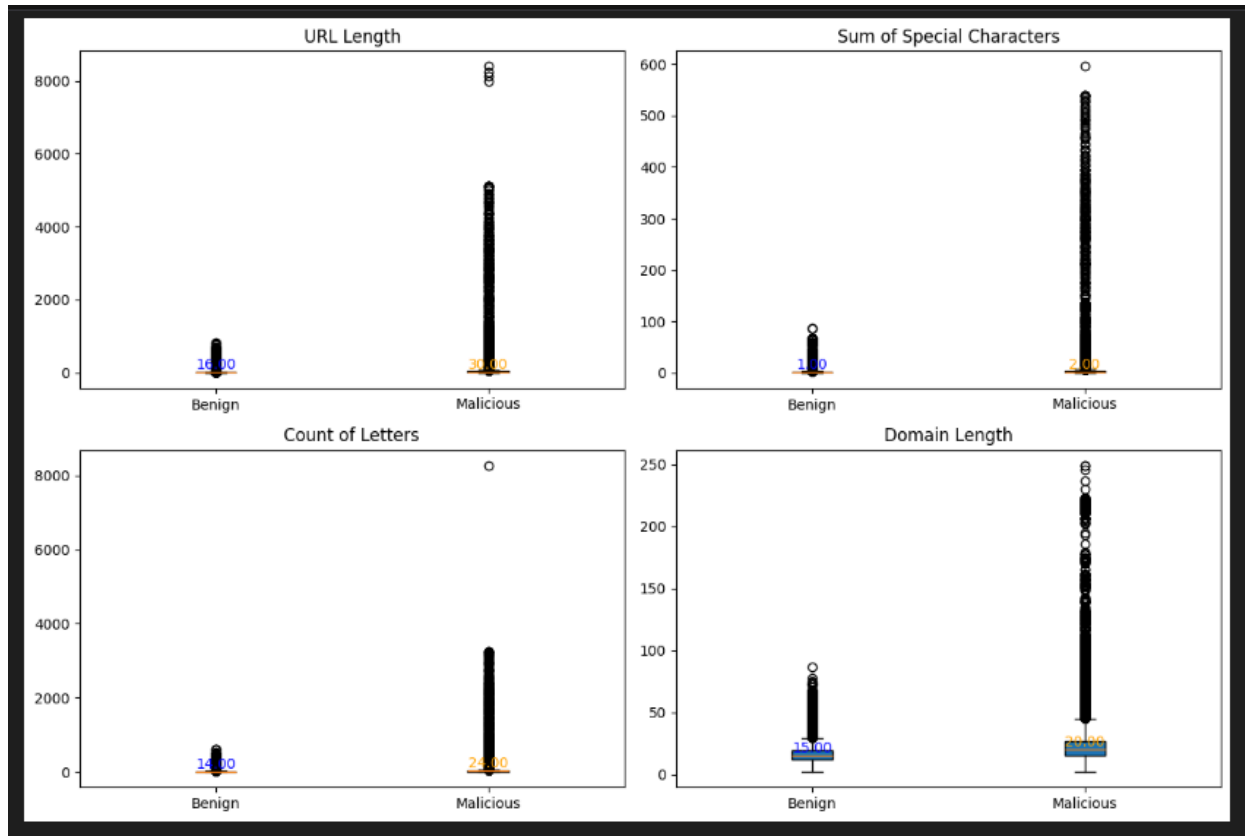 URL Length
8000
6000
4000
2000
0
16.00
30.00
Benign
Malicious
Sum of Special Characters
600
500
400
300
200
100
0
1.00
2.00
Benign
Malicious
Count of Letters
8000
6000
4000
2000
0
14.00
24.00
Benign
Malicious
Domain Length
250
200
150
100
50
0
15.00
20.00
Benign
Malicious